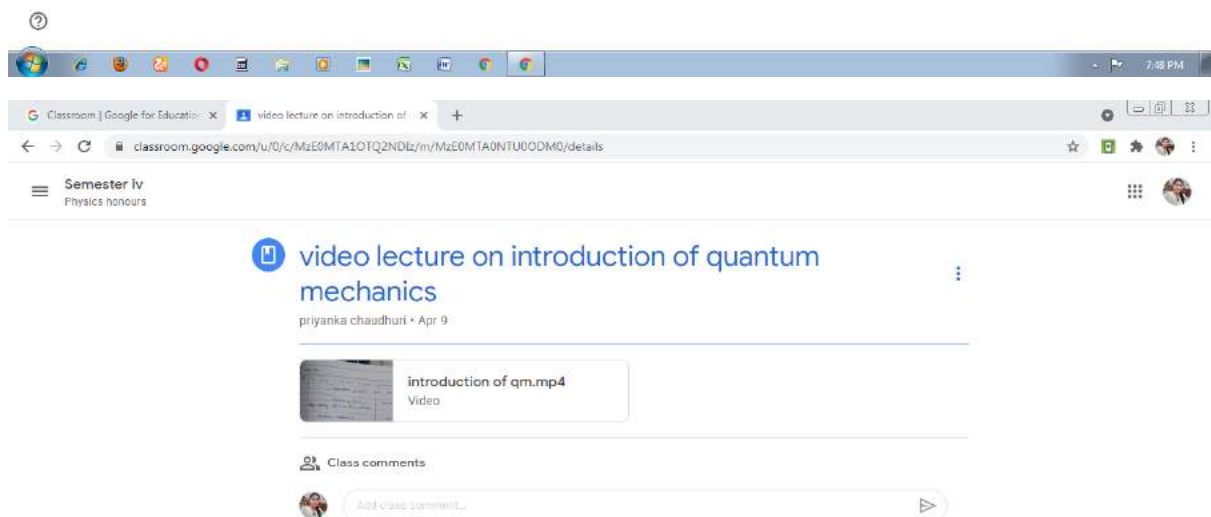 7:48 PM
Classroom | Google for Educatio
video lecture on introduction of
classroom.google.com/u/0/c/MzE0MTA1OTQ2NDIz/m/MzE0MTA0NTU0ODM0/details
Semester iv
Physics honours
video lecture on introduction of quantum
mechanics
priyanka chaudhuri • Apr 9
introduction of qm.mp4
Video
Class comments
Add class comment...